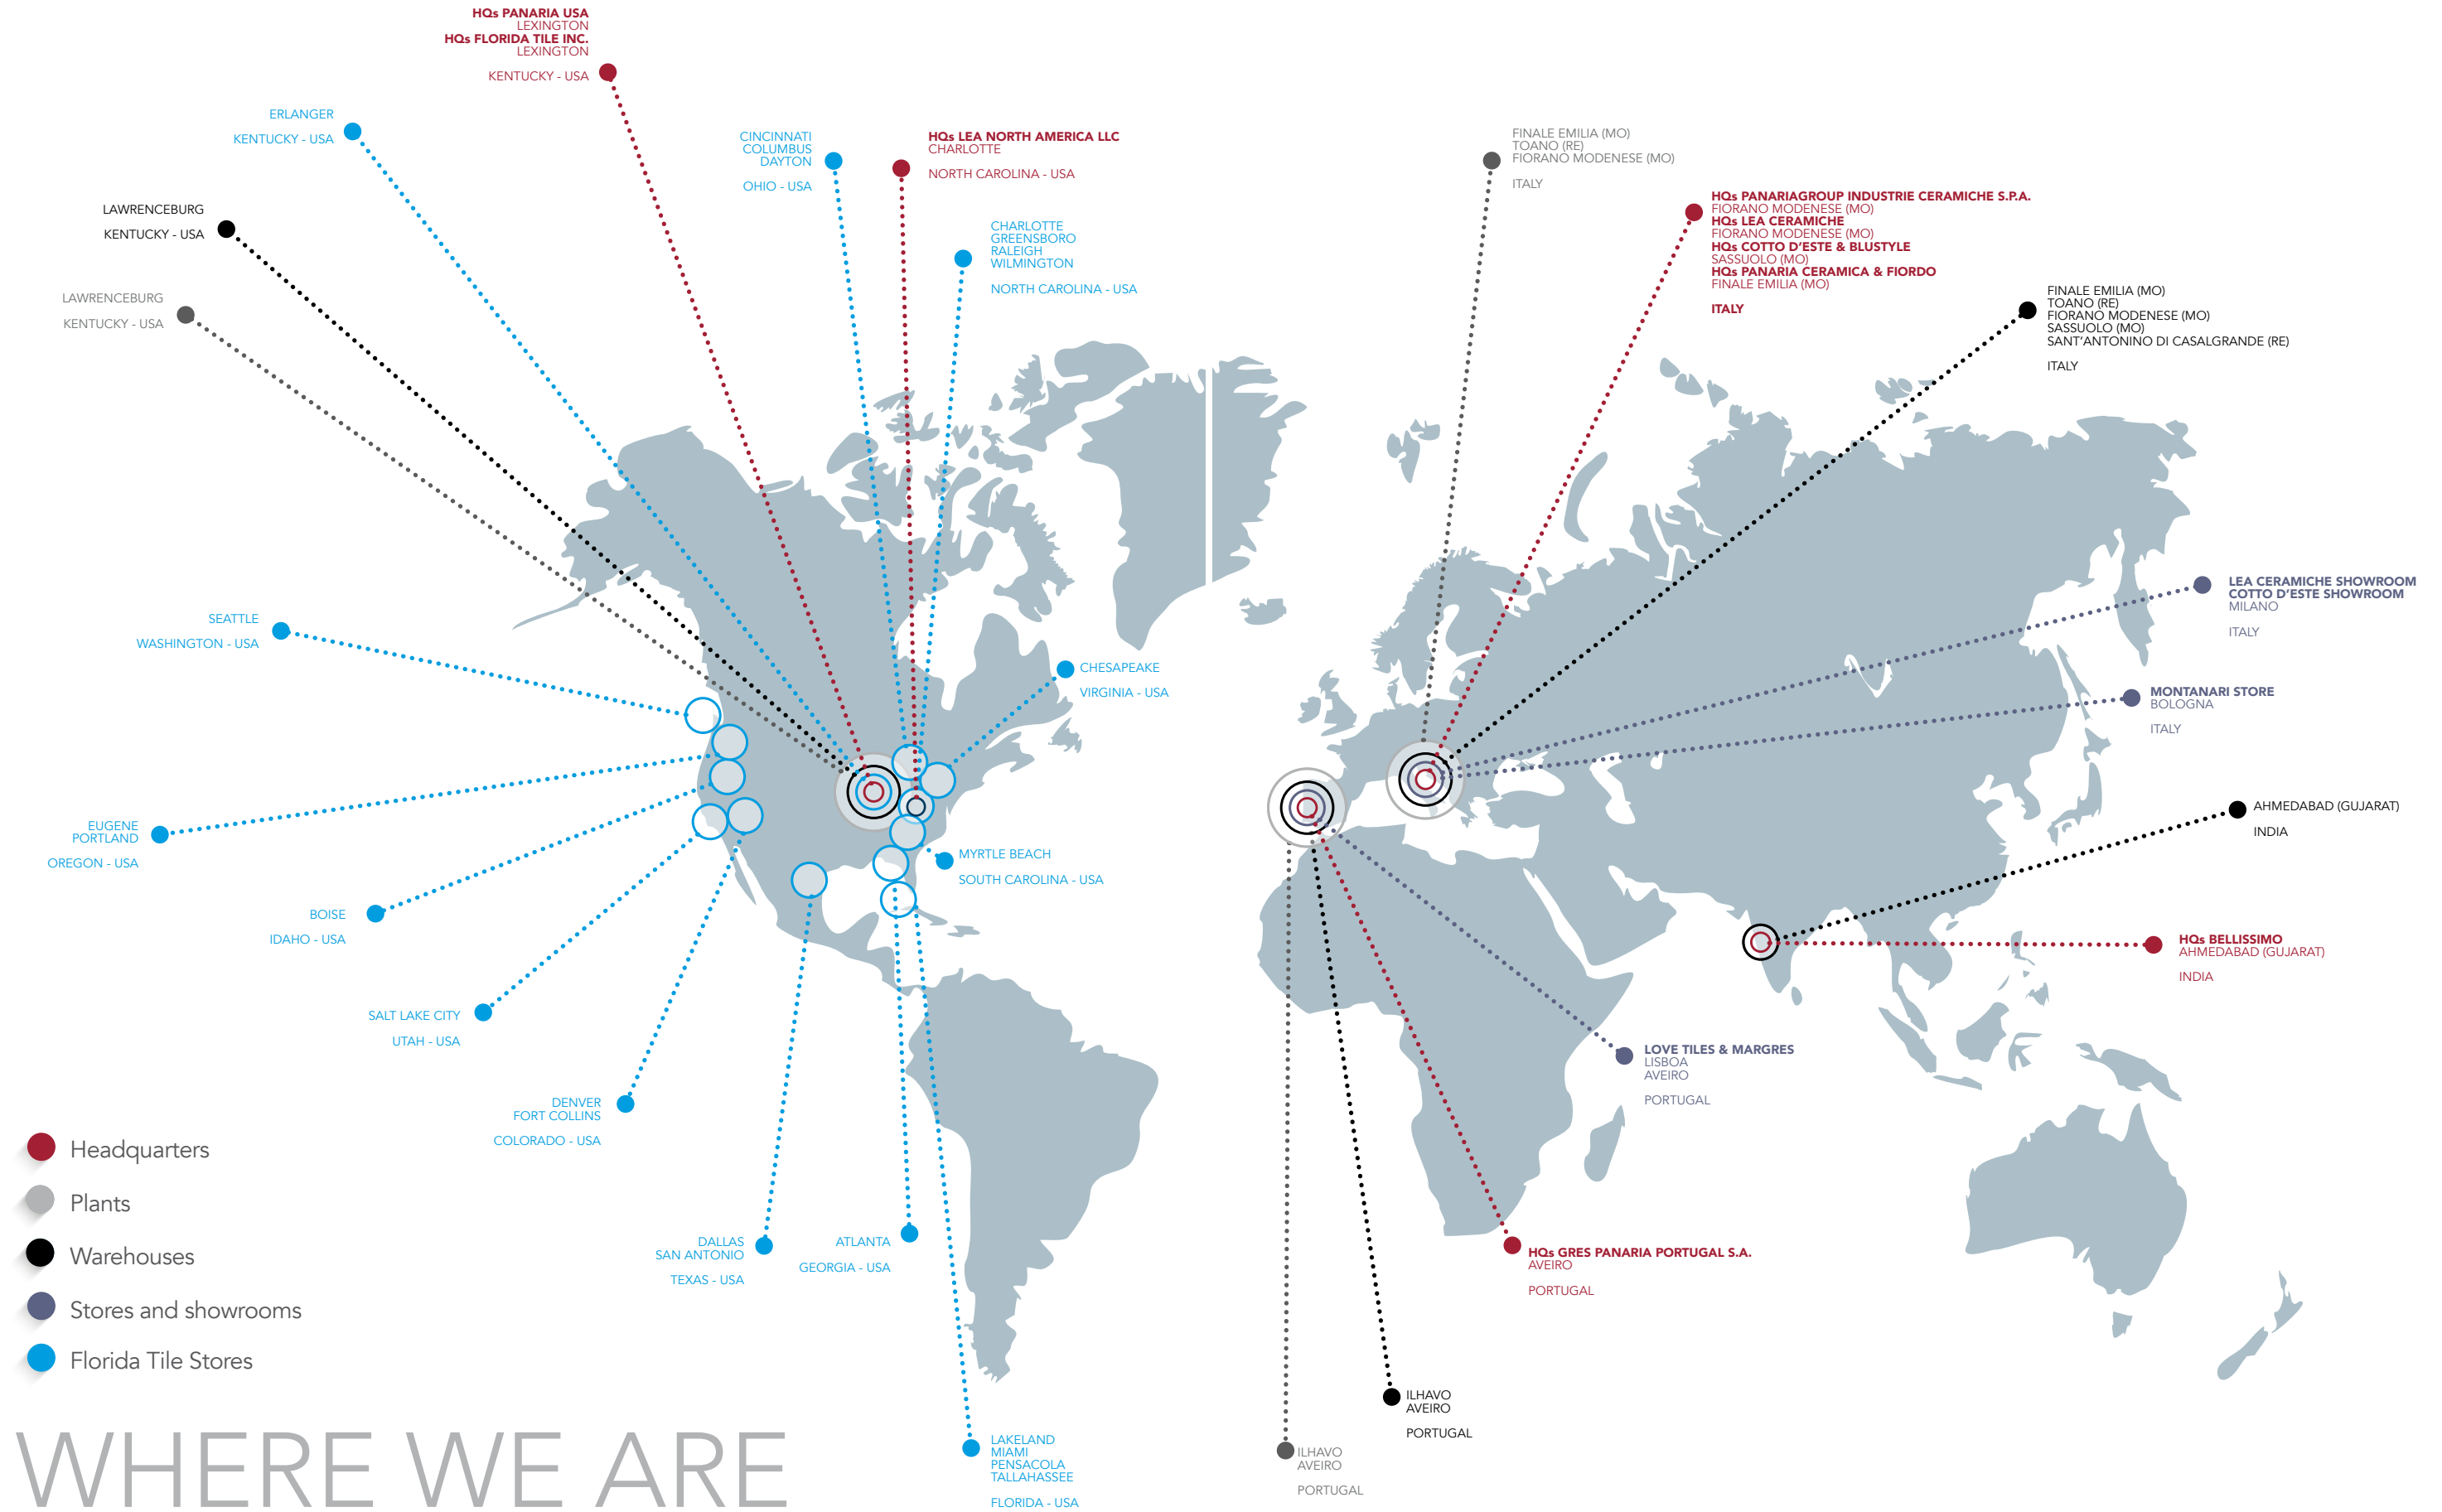 HQs PANARIA USA
LEXINGTON
HQs FLORIDA TILE INC.
LEXINGTON
KENTUCKY - USA
ERLANGER
KENTUCKY - USA
CINCINNATI
COLUMBUS
DAYTON
OHIO - USA
HQs LEA NORTH AMERICA LLC
CHARLOTTE
NORTH CAROLINA - USA
FINALE EMILIA (MO)
TOANO (RE)
FIORANO MODENESE (MO)
ITALY
HQs PANARIAGROUP INDUSTRIE CERAMICHE S.P.A.
FIORANO MODENESE (MO)
HQs LEA CERAMICHE
FIORANO MODENESE (MO)
HQs COTTO D'ESTE & BLUSTYLE
SASSUOLO (MO)
HQs PANARIA CERAMICA & FIORDO
FINALE EMILIA (MO)
ITALY
LAWRENCEBURG
KENTUCKY - USA
CHARLOTTE
GREENSBORO
RALEIGH
WILMINGTON
NORTH CAROLINA - USA
LAWRENCEBURG
KENTUCKY - USA
FINALE EMILIA (MO)
TOANO (RE)
FIORANO MODENESE (MO)
SASSUOLO (MO)
SANT'ANTONINO DI CASALGRANDE (RE)
ITALY
LEA CERAMICHE SHOWROOM
COTTO D'ESTE SHOWROOM
MILANO
ITALY
SEATTLE
WASHINGTON - USA
CHESAPEAKE
VIRGINIA - USA
MONTANARI STORE
BOLOGNA
ITALY
EUGENE
PORTLAND
OREGON - USA
MYRTLE BEACH
SOUTH CAROLINA - USA
AHMEDABAD (GUJARAT)
INDIA
BOISE
IDAHO - USA
HQs BELLISSIMO
AHMEDABAD (GUJARAT)
INDIA
SALT LAKE CITY
UTAH - USA
LOVE TILES & MARGRES
LISBOA
AVEIRO
PORTUGAL
DENVER
FORT COLLINS
COLORADO - USA
Headquarters
Plants
Warehouses
Stores and showrooms
Florida Tile Stores
DALLAS
SAN ANTONIO
TEXAS - USA
ATLANTA
GEORGIA - USA
HQs GRES PANARIA PORTUGAL S.A.
AVEIRO
PORTUGAL
ILHAVO
AVEIRO
PORTUGAL
LAKELAND
MIAMI
PENSACOLA
TALLAHASSEE
FLORIDA - USA
ILHAVO
AVEIRO
PORTUGAL
WHERE WE ARE